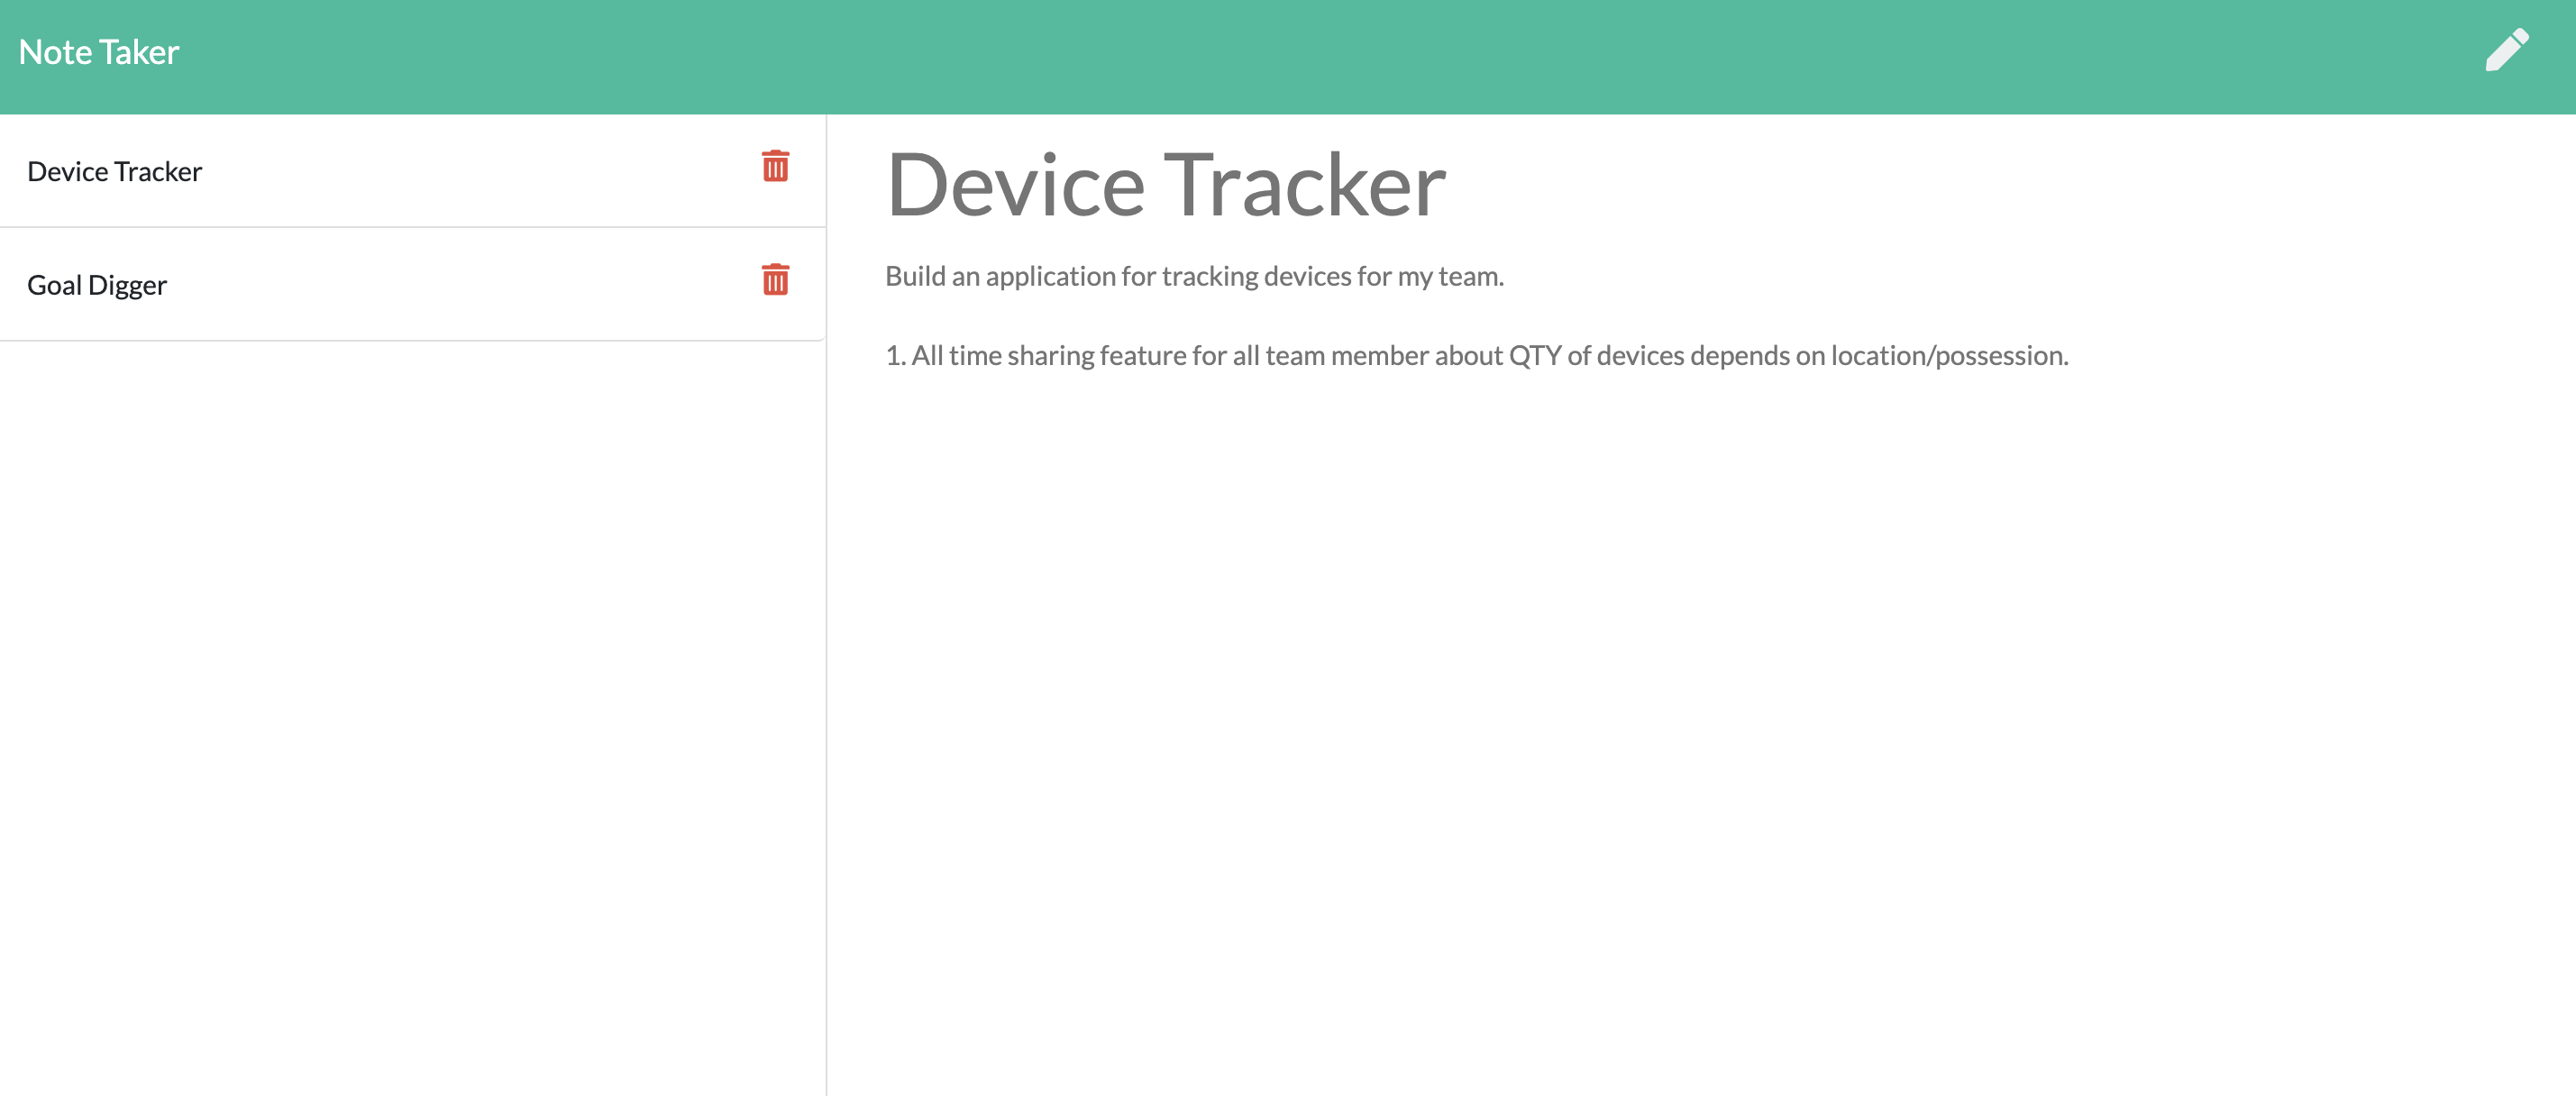 Note Taker
Device Tracker
Goal Digger
Device Tracker
Build an application for tracking devices for my team.
1. All time sharing feature for all team member about QTY of devices depends on location/possession.